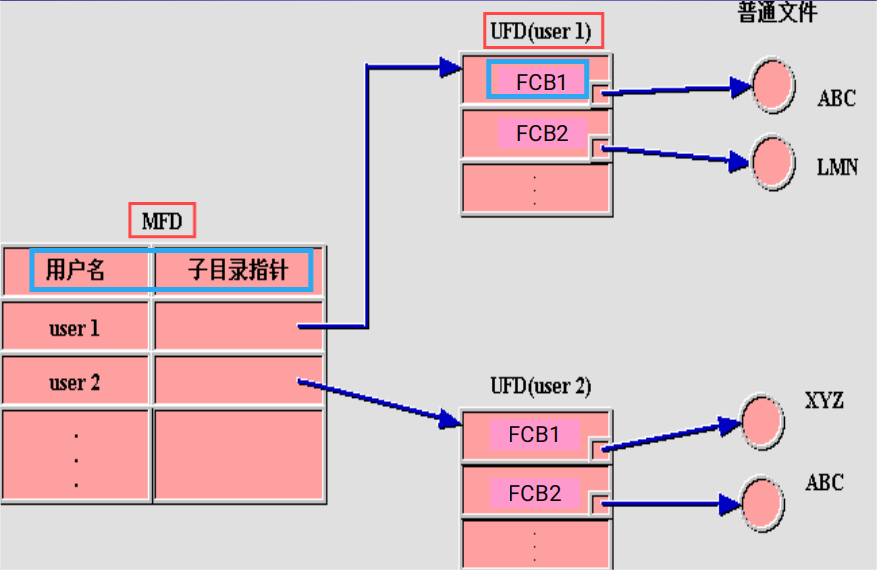 普通文件
UFD(user 1)
FCB1
ABC
FCB2
LMN
MFD
用户名 子目录指针
user 1
user 2
UFD(user 2)
FCB1
XYZ
FCB2
ABC